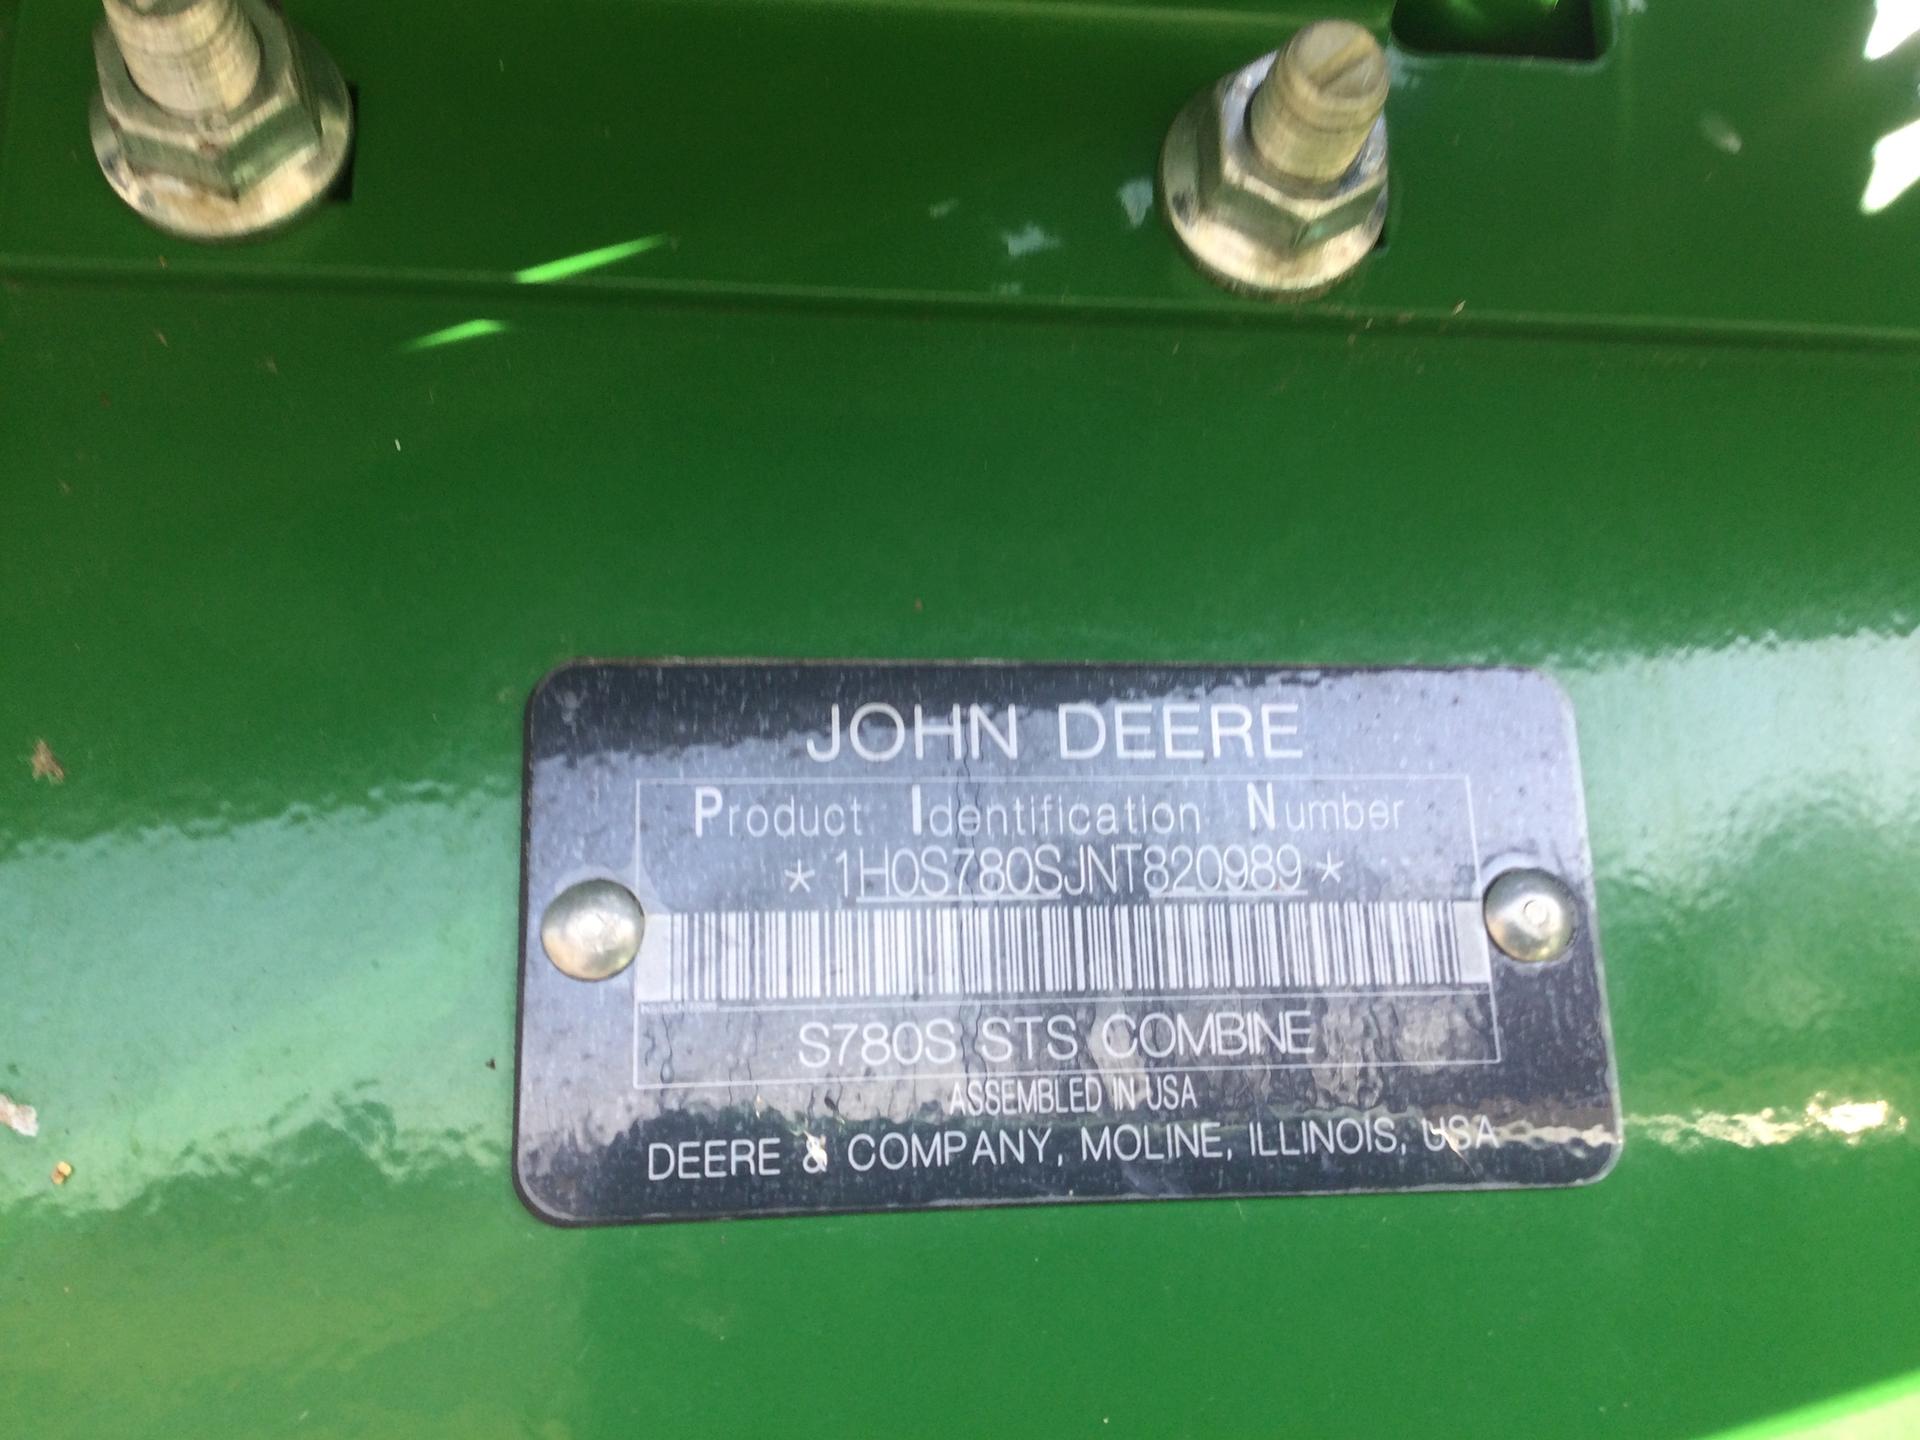 JOHN DEERE
Product Identification Number
* 1H0S780SJNT820989 *
S780S STS COMBINE
ASSEMBLED IN USA
DEERE & COMPANY, MOLINE, ILLINOIS, USA